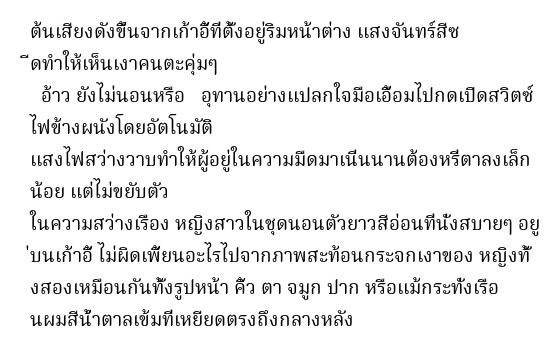 ต้นเสียงดังขึ้นจากเก้าอี้ที่ตั้งอยู่ริมหน้าต่าง แสงจันทร์สีซ
ีดทำให้เห็นเงาคนตะคุ่มๆ
อ้าว ยังไม่นอนหรือ อุทานอย่างแปลกใจมือเอื้อมไปกดเปิดสวิตซ์
ไฟข้างผนังโดยอัตโนมัติ
แสงไฟสว่างวาบทำให้ผู้อยู่ในความมืดมาเนิ่นนานต้องหรี่ตาลงเล็ก
น้อย แต่ไม่ขยับตัว
ในความสว่างเรือง หญิงสาวในชุดนอนตัวยาวสีอ่อนที่นั่งสบายๆ อยู
่บนเก้าอี้ ไม่ผิดเพี้ยนอะไรไปจากภาพสะท้อนกระจกเงาของ หญิงทั้
งสองเหมือนกันทั้งรูปหน้า คิ้ว ตา จมูก ปาก หรือแม้กระทั่งเรือ
นผมสีน้ำตาลเข้มที่เหยียดตรงถึงกลางหลัง